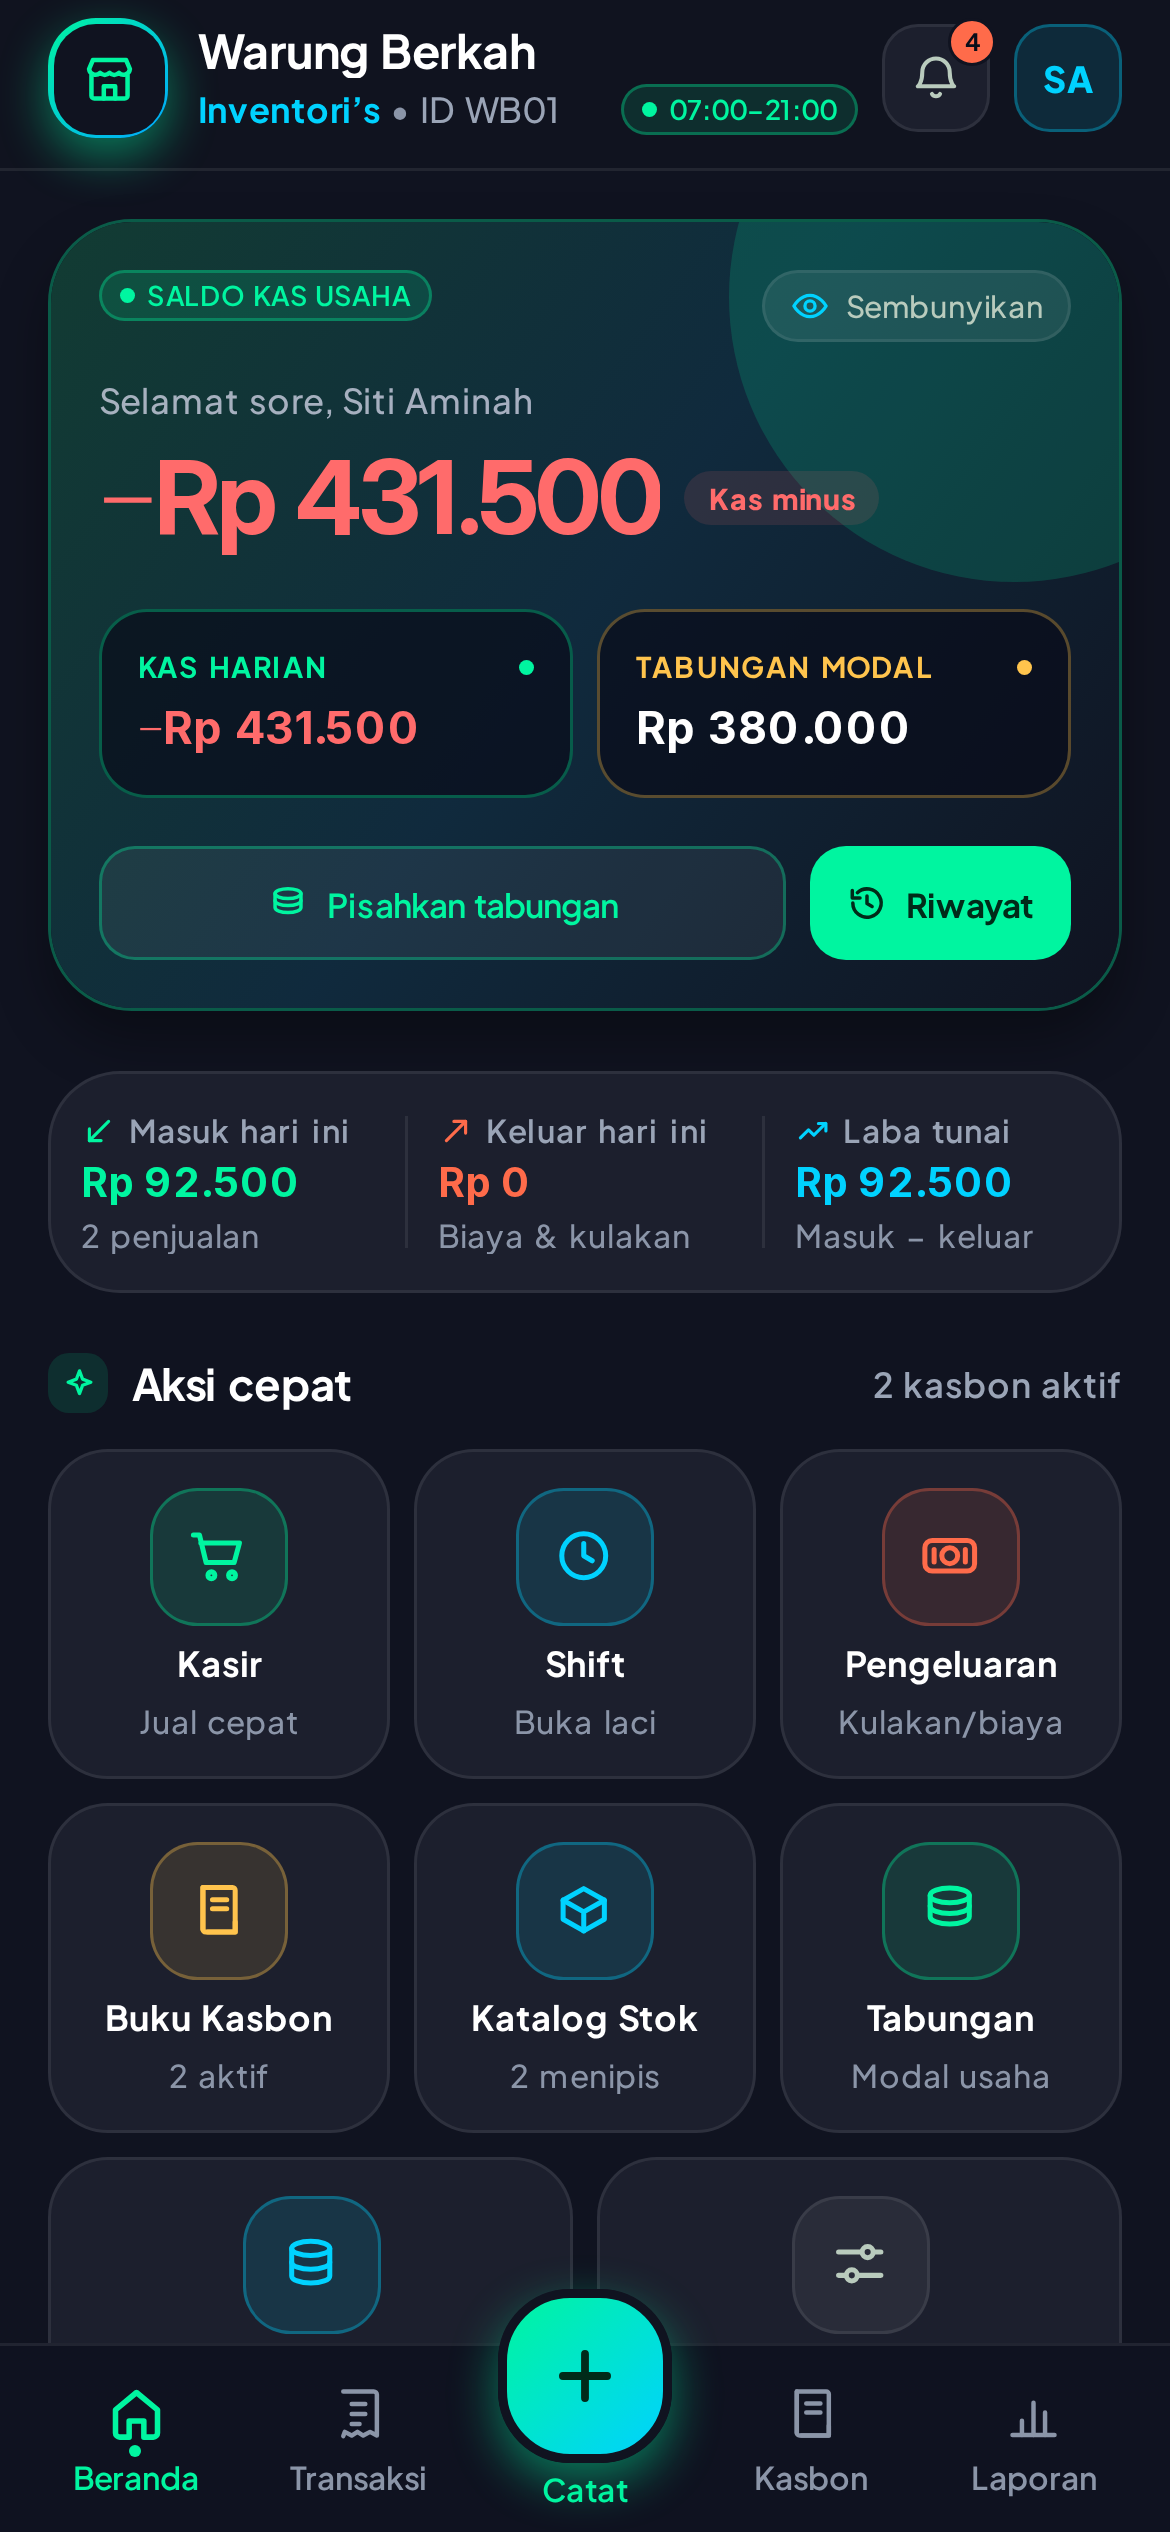 Warung Berkah
Inventori’s • ID WB01
07:00–21:00
4
SA
SALDO KAS USAHA
Sembunyikan
Selamat sore, Siti Aminah
−Rp 431.500
Kas minus
KAS HARIAN
−Rp 431.500
TABUNGAN MODAL
Rp 380.000
Pisahkan tabungan
Riwayat
Masuk hari ini
Rp 92.500
2 penjualan
Keluar hari ini
Rp 0
Biaya & kulakan
Laba tunai
Rp 92.500
Masuk − keluar
Aksi cepat
2 kasbon aktif
Kasir
Jual cepat
Shift
Buka laci
Pengeluaran
Kulakan/biaya
Buku Kasbon
2 aktif
Katalog Stok
2 menipis
Tabungan
Modal usaha
Beranda
Transaksi
Catat
Kasbon
Laporan